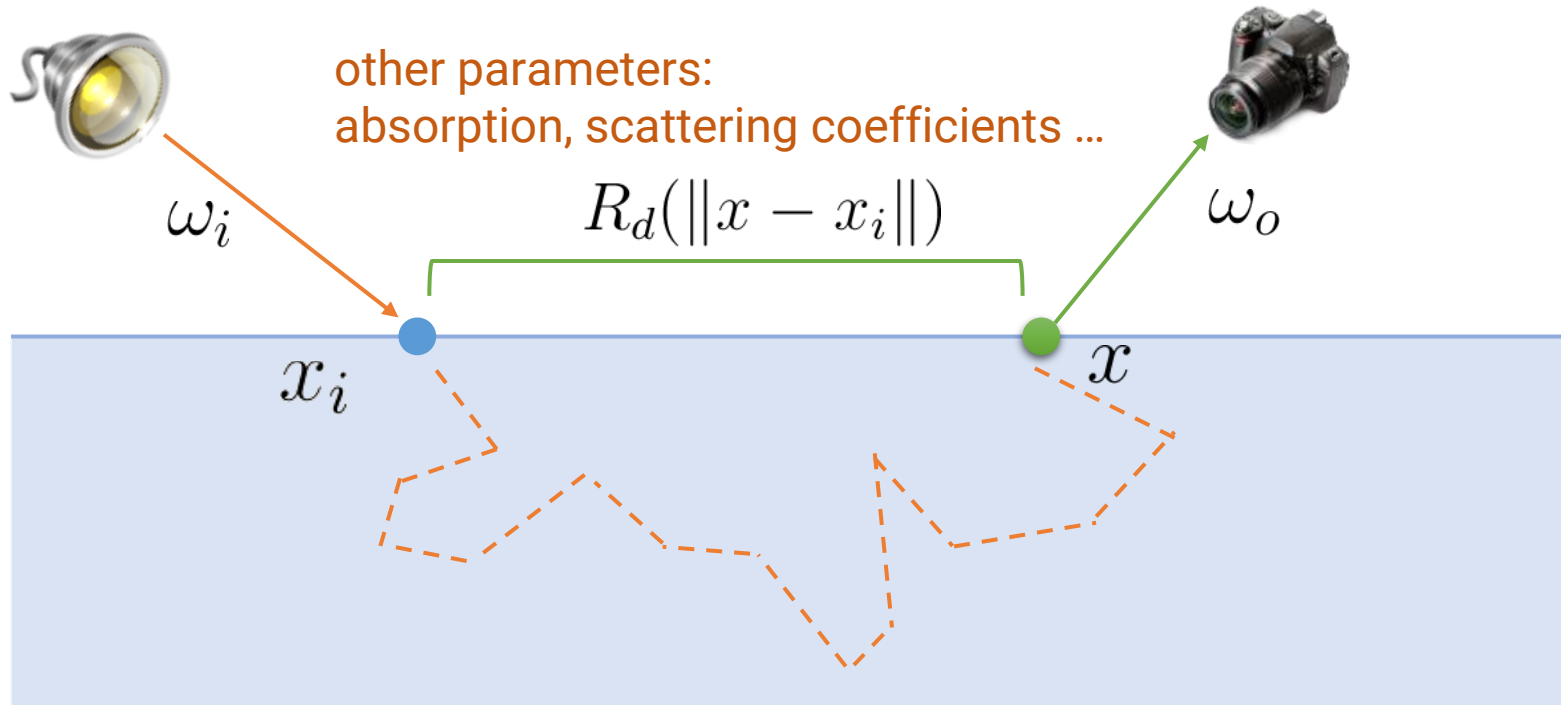 other parameters:
absorption, scattering coefficients ...
ω_i
R_d(‖x − x_i‖)
ω_o
x_i
x